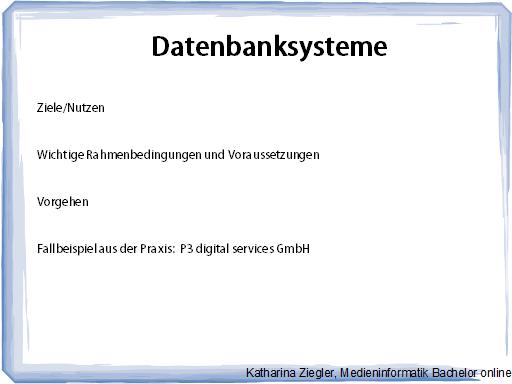 Datenbanksysteme
Ziele/Nutzen
Wichtige Rahmenbedingungen und Voraussetzungen
Vorgehen
Fallbeispiel aus der Praxis: P3 digital services GmbH
Katharina Ziegler, Medieninformatik Bachelor online